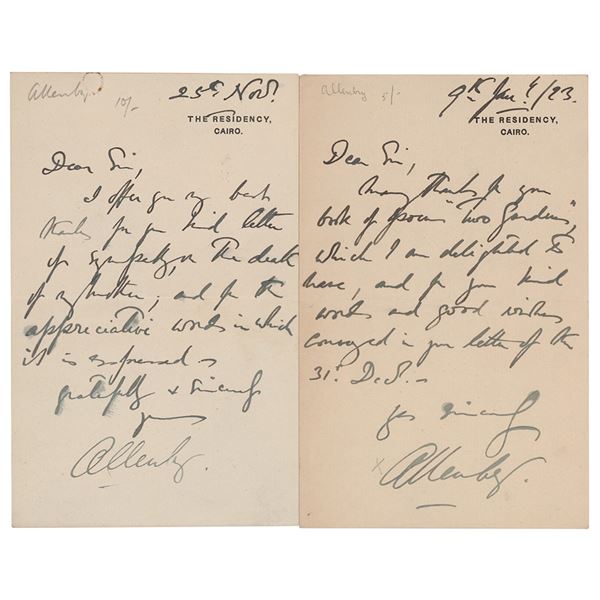 Allenby. 10/-
25th Nov.
THE RESIDENCY,
CAIRO.
Dear Sir,
I offer you my best
thanks for your kind letter
of sympathy, on the death
of my mother; and for the
appreciative words in which
it is expressed -
gratefully & sincerely
yours
Allenby.
Allenby 5/-
9th Jany/23.
THE RESIDENCY,
CAIRO.
Dear Sir,
Many thanks for your
book of poems "Two Gardens",
which I am delighted to
have, and for your kind
words and good wishes
conveyed in your letter of the
31st Decr. -
Yrs sincerely
x Allenby.